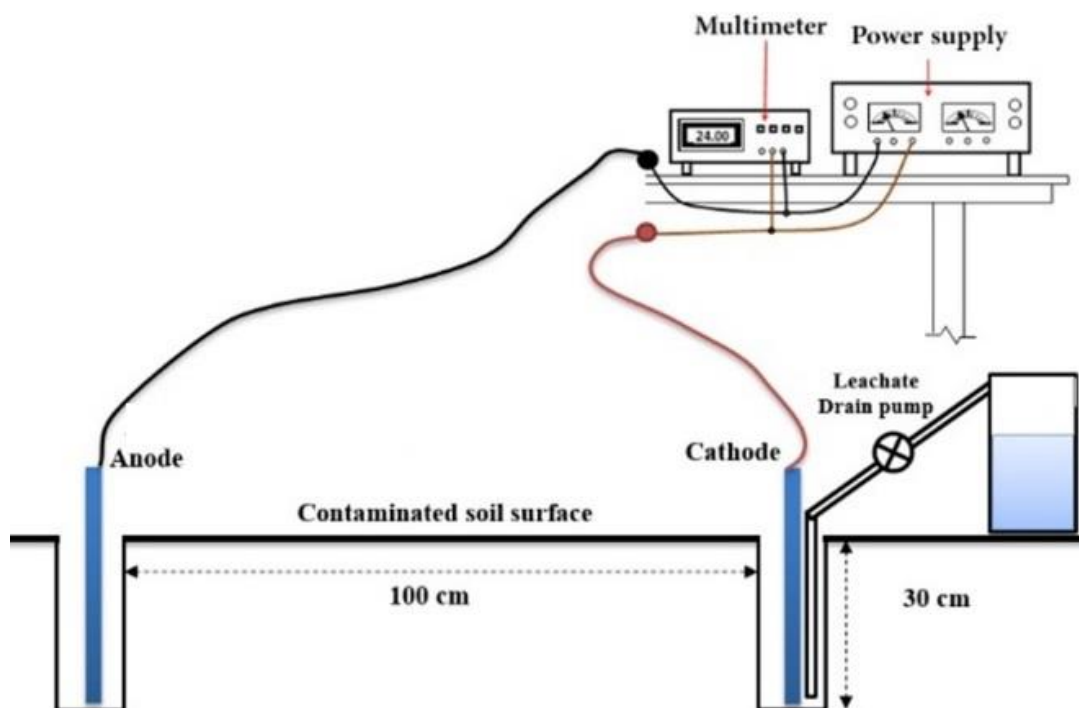 Multimeter
Power supply
24.00
Leachate
Drain pump
Anode
Cathode
Contaminated soil surface
100 cm
30 cm